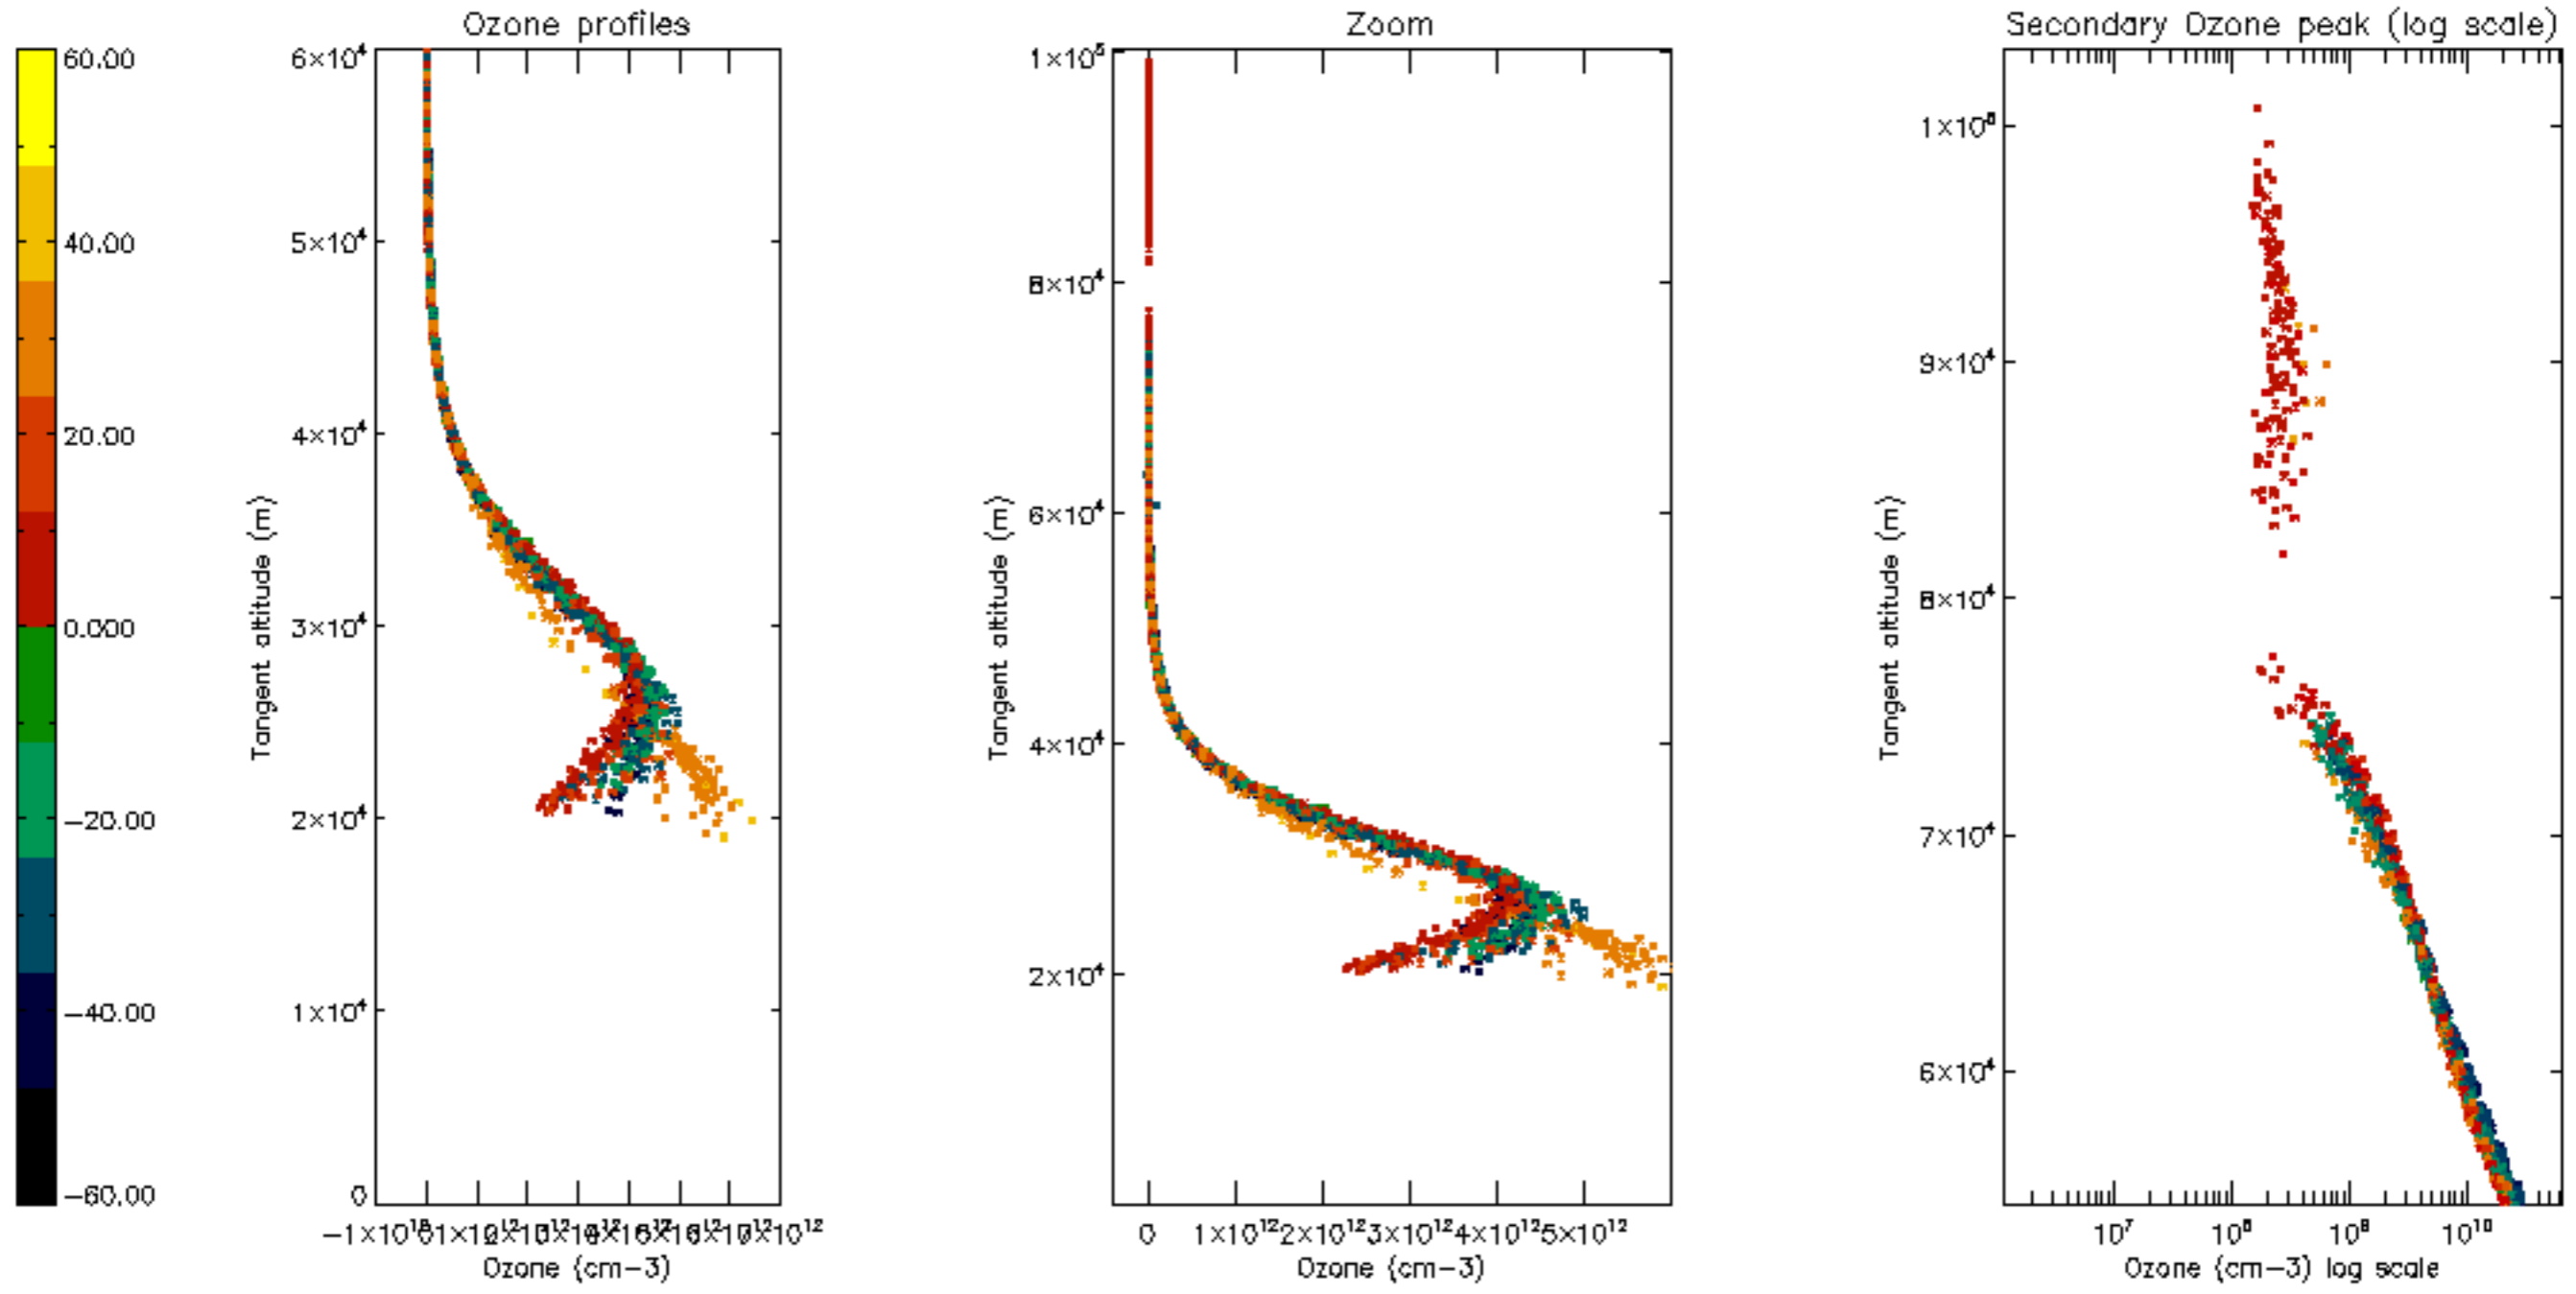 Ozone profiles
Zoom
Secondary Ozone peak (log scale)
60.00
40.00
20.00
0.000
−20.00
−40.00
−60.00
6×10⁴
5×10⁴
4×10⁴
3×10⁴
2×10⁴
1×10⁴
0
Tangent altitude (m)
Ozone (cm−3)
1×10⁵
8×10⁴
6×10⁴
4×10⁴
2×10⁴
Tangent altitude (m)
0 1×10¹² 2×10¹² 3×10¹² 4×10¹² 5×10¹²
Ozone (cm−3)
1×10⁵
9×10⁴
8×10⁴
7×10⁴
6×10⁴
Tangent altitude (m)
10⁷ 10⁸ 10⁹ 10¹⁰
Ozone (cm−3) log scale